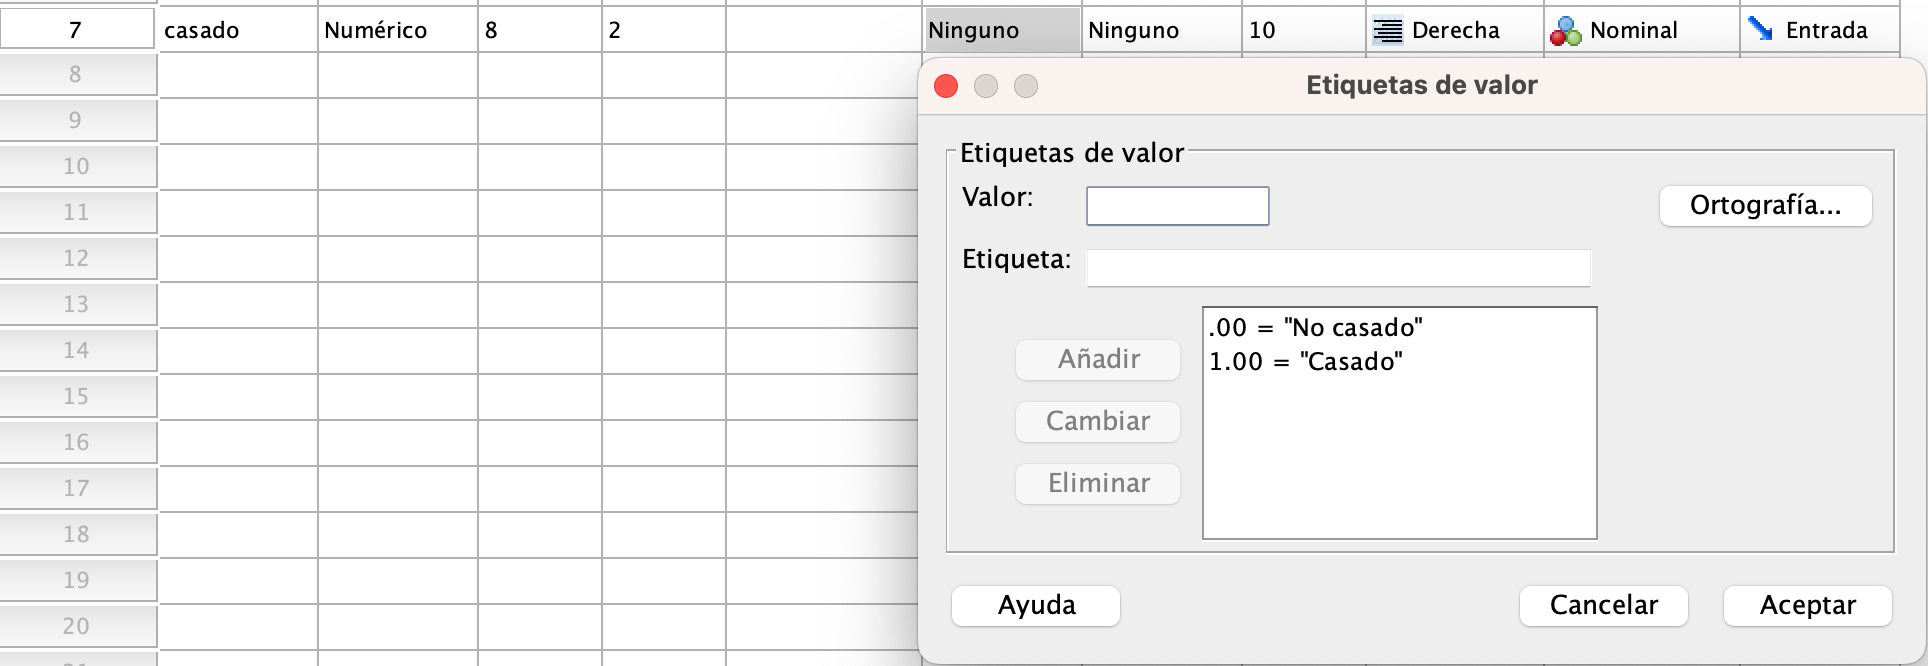 7 casado Numérico 8 2 Ninguno Ninguno 10 Derecha Nominal Entrada
8
9
10
11
12
13
14
15
16
17
18
19
20
Etiquetas de valor
Etiquetas de valor
Valor:
Ortografía...
Etiqueta:
.00 = "No casado"
1.00 = "Casado"
Añadir
Cambiar
Eliminar
Ayuda
Cancelar
Aceptar